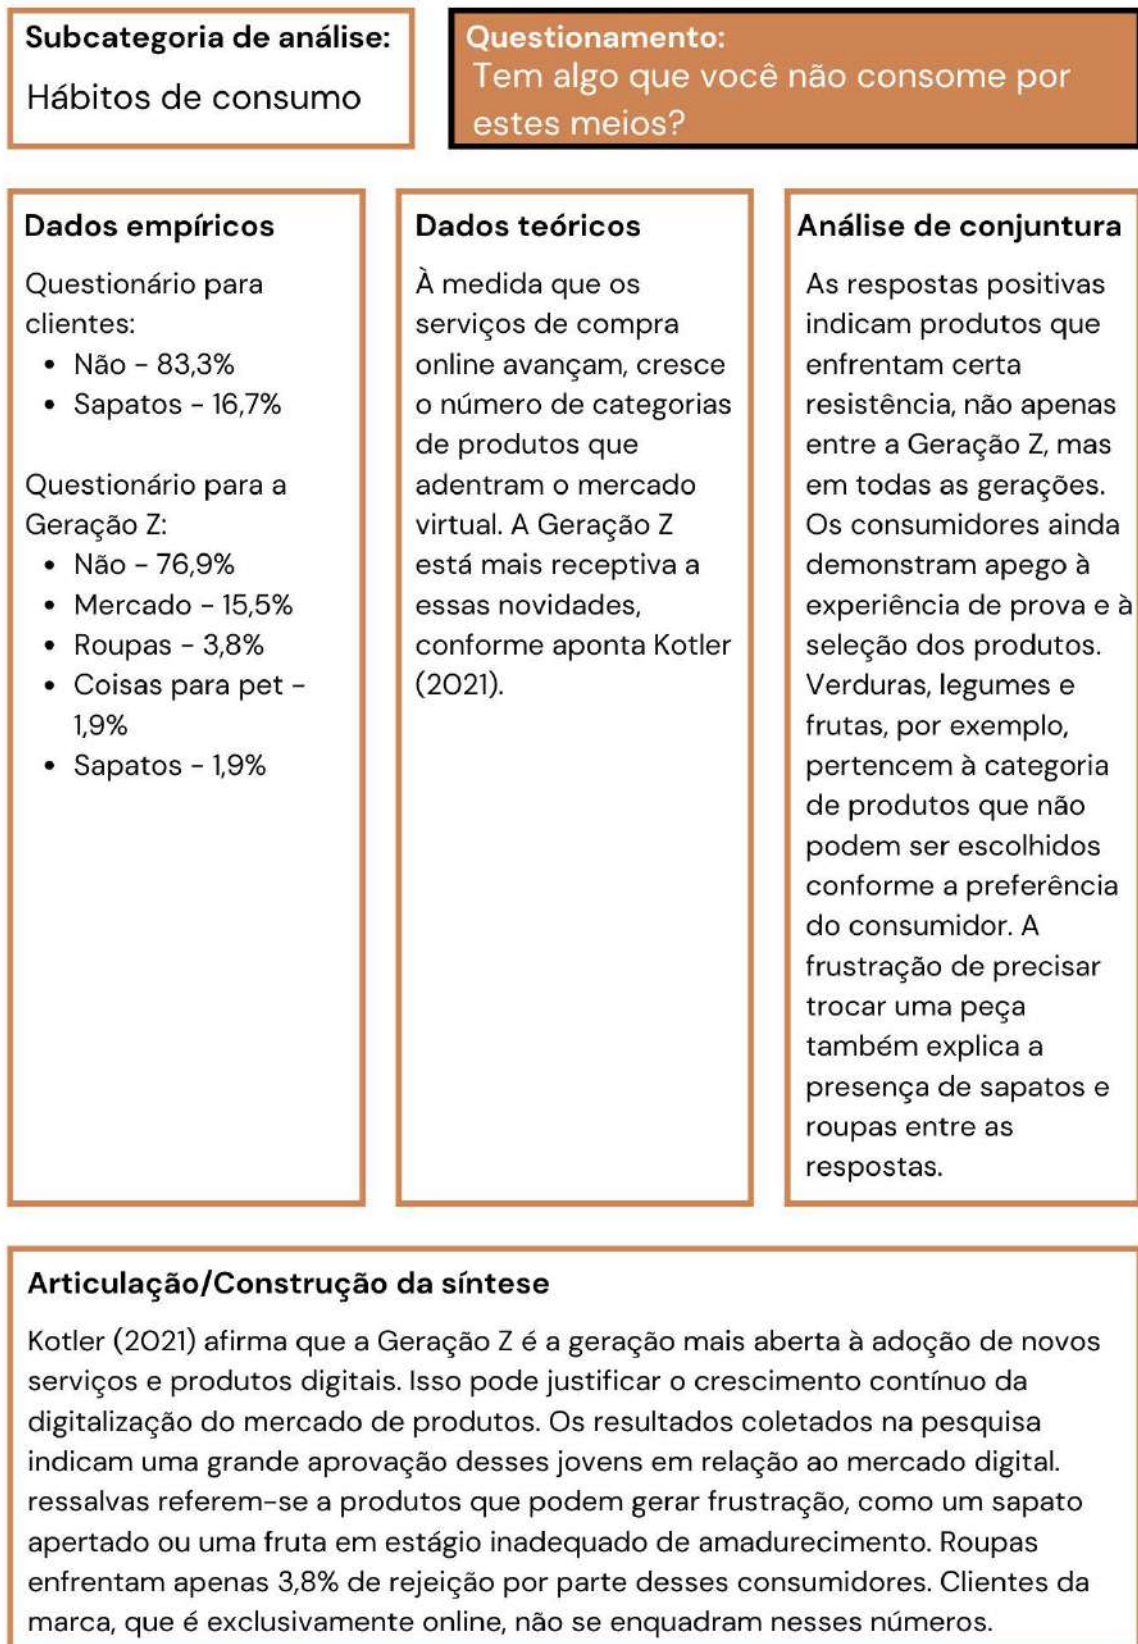 Subcategoria de análise:
Hábitos de consumo
Questionamento:
Tem algo que você não consome por
estes meios?
Dados empíricos
Questionário para
clientes:
• Não – 83,3%
• Sapatos – 16,7%
Questionário para a
Geração Z:
• Não – 76,9%
• Mercado – 15,5%
• Roupas – 3,8%
• Coisas para pet –
1,9%
• Sapatos – 1,9%
Dados teóricos
À medida que os
serviços de compra
online avançam, cresce
o número de categorias
de produtos que
adentram o mercado
virtual. A Geração Z
está mais receptiva a
essas novidades,
conforme aponta Kotler
(2021).
Análise de conjuntura
As respostas positivas
indicam produtos que
enfrentam certa
resistência, não apenas
entre a Geração Z, mas
em todas as gerações.
Os consumidores ainda
demonstram apego à
experiência de prova e à
seleção dos produtos.
Verduras, legumes e
frutas, por exemplo,
pertencem à categoria
de produtos que não
podem ser escolhidos
conforme a preferência
do consumidor. A
frustração de precisar
trocar uma peça
também explica a
presença de sapatos e
roupas entre as
respostas.
Articulação/Construção da síntese
Kotler (2021) afirma que a Geração Z é a geração mais aberta à adoção de novos
serviços e produtos digitais. Isso pode justificar o crescimento contínuo da
digitalização do mercado de produtos. Os resultados coletados na pesquisa
indicam uma grande aprovação desses jovens em relação ao mercado digital.
ressalvas referem-se a produtos que podem gerar frustração, como um sapato
apertado ou uma fruta em estágio inadequado de amadurecimento. Roupas
enfrentam apenas 3,8% de rejeição por parte desses consumidores. Clientes da
marca, que é exclusivamente online, não se enquadram nesses números.